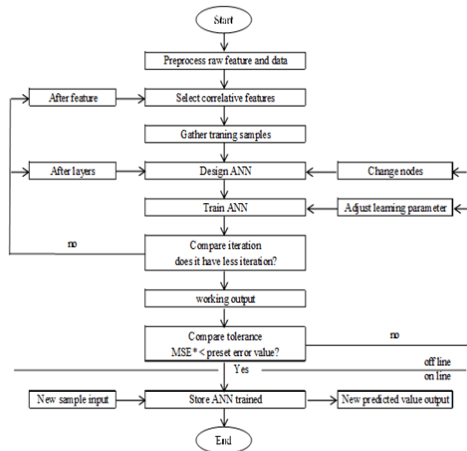 Start
Preprocess raw feature and data
After feature
Select correlative features
Gather traning samples
After layers
Design ANN
Change nodes
Train ANN
Adjust learning parameter
no
Compare iteration
does it have less iteration?
working output
Compare tolerance
MSE* < preset error value?
no
Yes
off line
on line
New sample input
Store ANN trained
New predicted value output
End